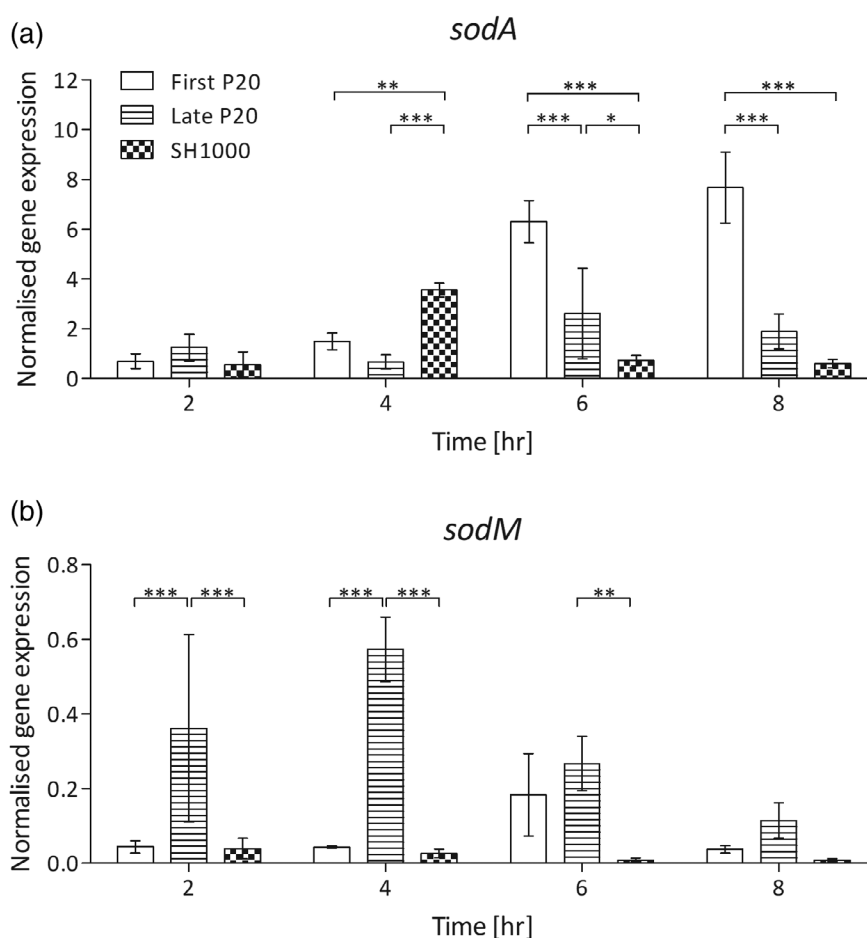 (a)
sodA
Normalised gene expression
12
10
8
6
4
2
0
First P20
Late P20
SH1000
**
***
***
***
*
***
***
2
4
6
8
Time [hr]
(b)
sodM
Normalised gene expression
0.8
0.6
0.4
0.2
0.0
***
***
***
***
**
2
4
6
8
Time [hr]